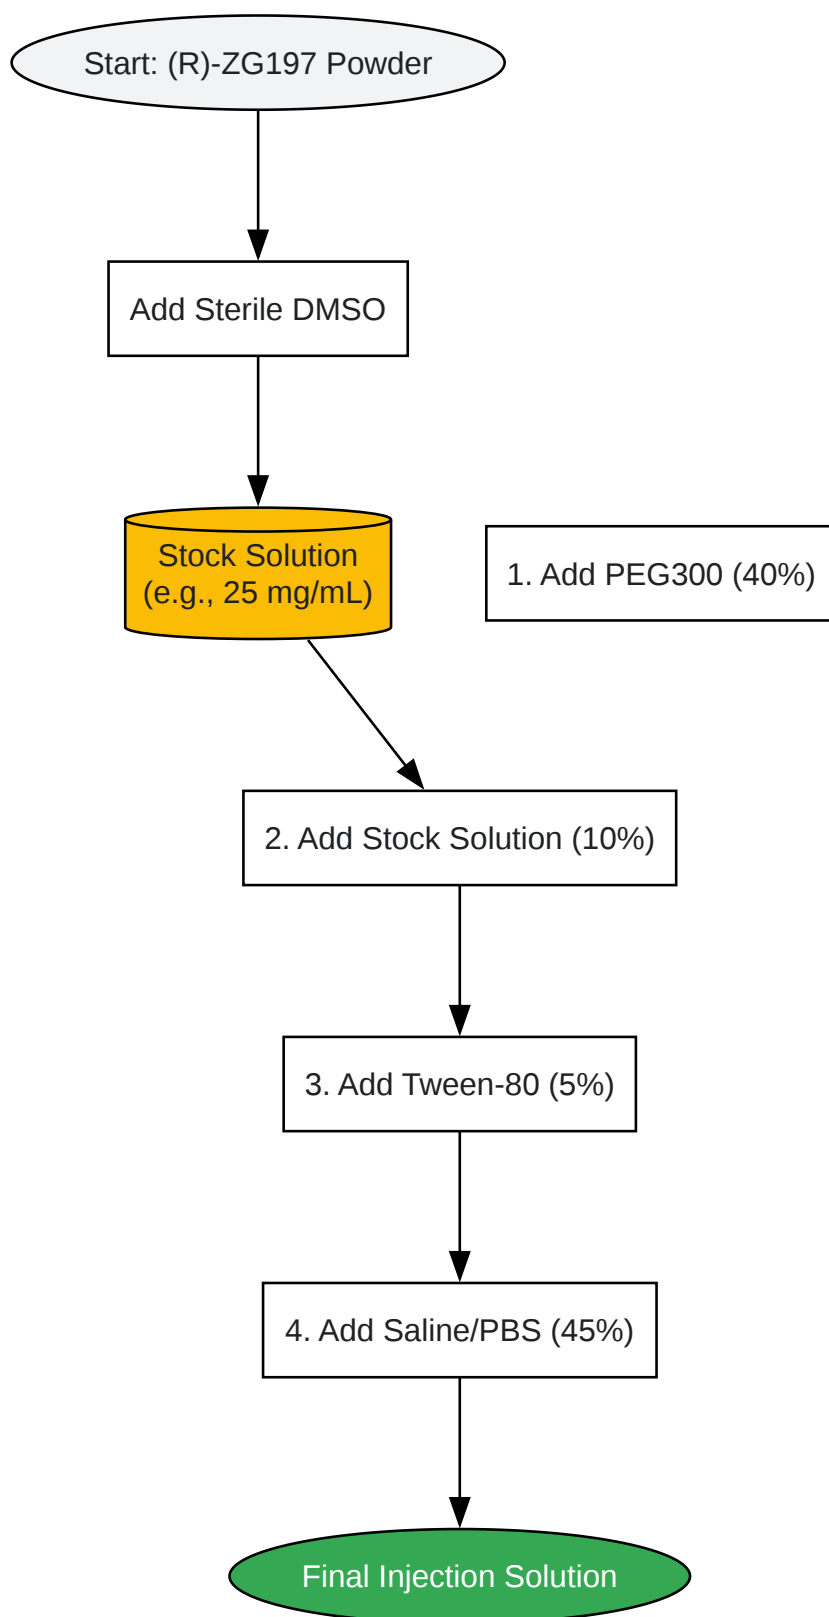 Start: (R)-ZG197 Powder
Add Sterile DMSO
Stock Solution
(e.g., 25 mg/mL)
1. Add PEG300 (40%)
2. Add Stock Solution (10%)
3. Add Tween-80 (5%)
4. Add Saline/PBS (45%)
Final Injection Solution